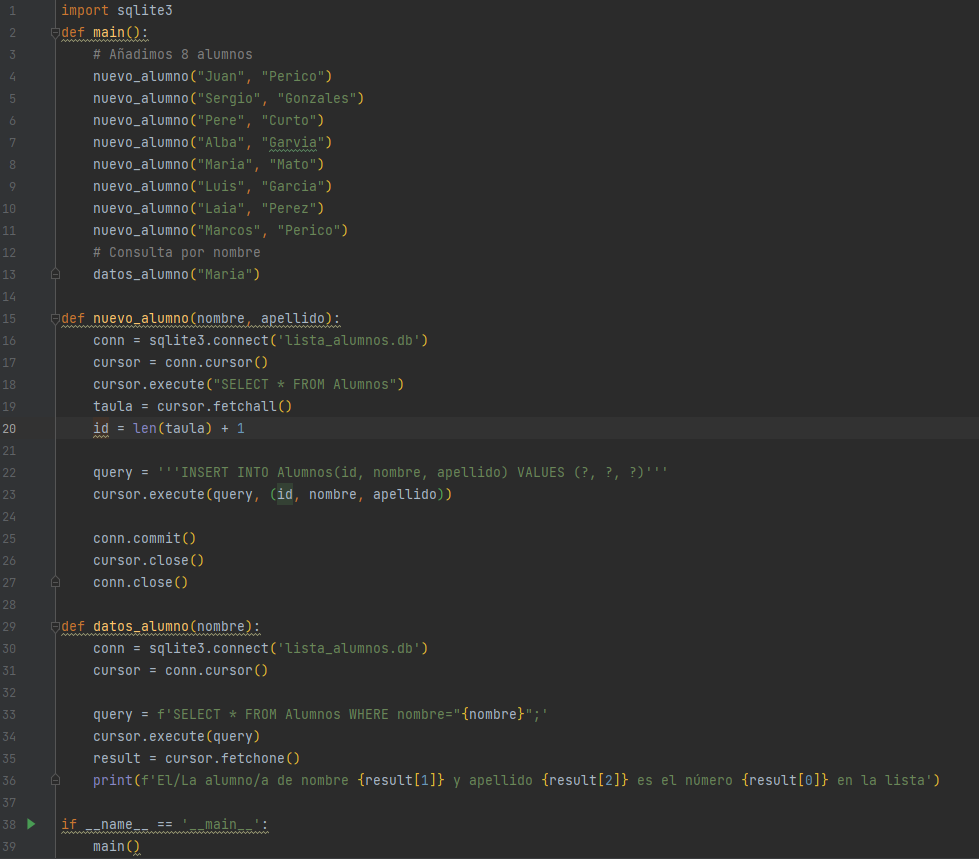 1 import sqlite3
2 def main():
3     # Añadimos 8 alumnos
4     nuevo_alumno("Juan", "Perico")
5     nuevo_alumno("Sergio", "Gonzales")
6     nuevo_alumno("Pere", "Curto")
7     nuevo_alumno("Alba", "Garvia")
8     nuevo_alumno("Maria", "Mato")
9     nuevo_alumno("Luis", "Garcia")
10     nuevo_alumno("Laia", "Perez")
11     nuevo_alumno("Marcos", "Perico")
12     # Consulta por nombre
13     datos_alumno("Maria")
14
15 def nuevo_alumno(nombre, apellido):
16     conn = sqlite3.connect('lista_alumnos.db')
17     cursor = conn.cursor()
18     cursor.execute("SELECT * FROM Alumnos")
19     taula = cursor.fetchall()
20     id = len(taula) + 1
21
22     query = '''INSERT INTO Alumnos(id, nombre, apellido) VALUES (?, ?, ?)'''
23     cursor.execute(query, (id, nombre, apellido))
24
25     conn.commit()
26     cursor.close()
27     conn.close()
28
29 def datos_alumno(nombre):
30     conn = sqlite3.connect('lista_alumnos.db')
31     cursor = conn.cursor()
32
33     query = f'SELECT * FROM Alumnos WHERE nombre="{nombre}";'
34     cursor.execute(query)
35     result = cursor.fetchone()
36     print(f'El/La alumno/a de nombre {result[1]} y apellido {result[2]} es el número {result[0]} en la lista')
37
38 if __name__ == '__main__':
39     main()